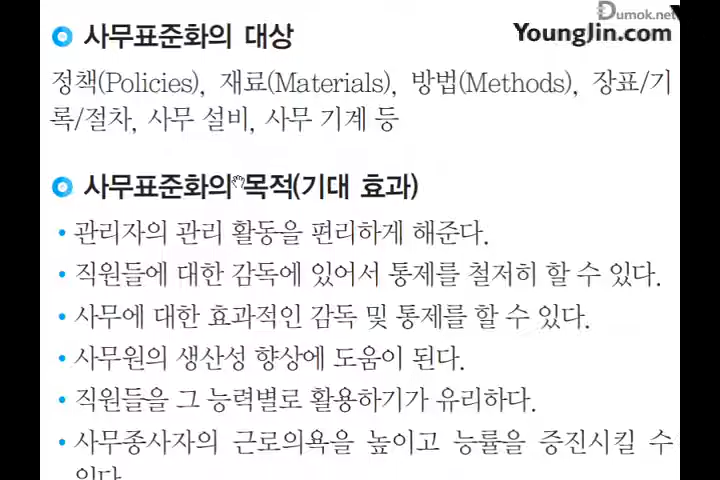 Dumok.net
YoungJin.com
사무표준화의 대상
정책(Policies), 재료(Materials), 방법(Methods), 장표/기
록/절차, 사무 설비, 사무 기계 등
사무표준화의 목적(기대 효과)
• 관리자의 관리 활동을 편리하게 해준다.
• 직원들에 대한 감독에 있어서 통제를 철저히 할 수 있다.
• 사무에 대한 효과적인 감독 및 통제를 할 수 있다.
• 사무원의 생산성 향상에 도움이 된다.
• 직원들을 그 능력별로 활용하기가 유리하다.
• 사무종사자의 근로의욕을 높이고 능률을 증진시킬 수
있다